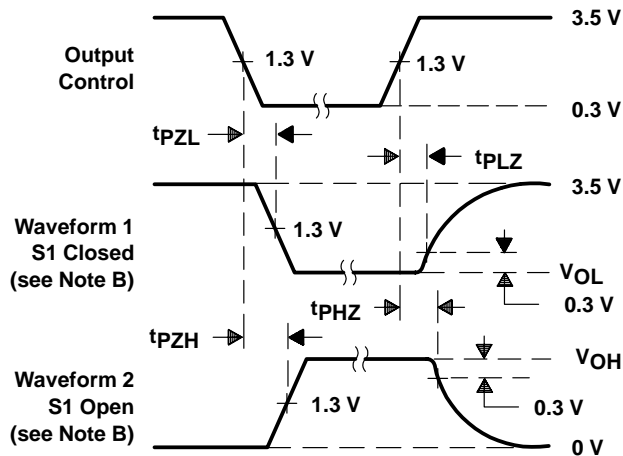 3.5 V
Output
Control
1.3 V
1.3 V
0.3 V
tPZL
tPLZ
3.5 V
Waveform 1
S1 Closed
(see Note B)
1.3 V
VOL
0.3 V
tPHZ
tPZH
VOH
Waveform 2
S1 Open
(see Note B)
1.3 V
0.3 V
0 V